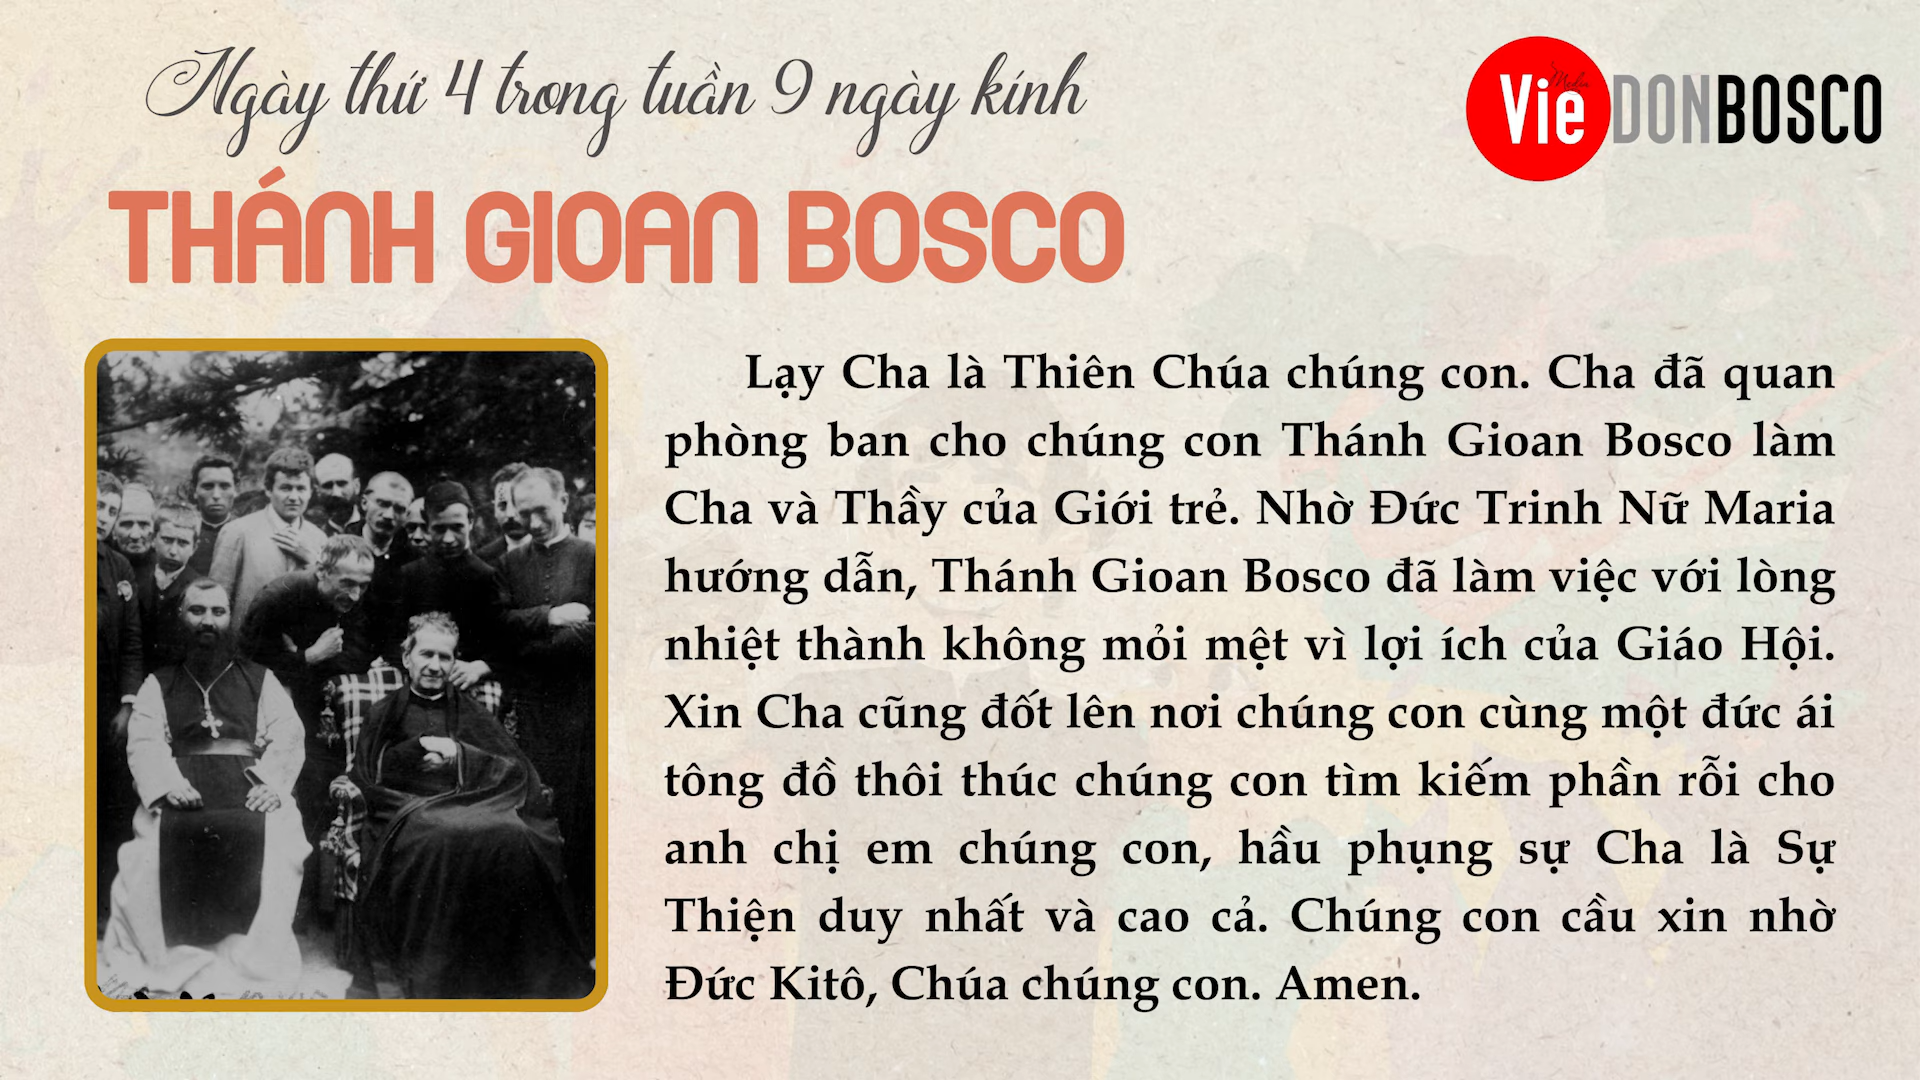 Ngày thứ 4 trong tuần 9 ngày kính
THÁNH GIOAN BOSCO
Vie Media DONBOSCO
Lạy Cha là Thiên Chúa chúng con. Cha đã quan
phòng ban cho chúng con Thánh Gioan Bosco làm
Cha và Thầy của Giới trẻ. Nhờ Đức Trinh Nữ Maria
hướng dẫn, Thánh Gioan Bosco đã làm việc với lòng
nhiệt thành không mỏi mệt vì lợi ích của Giáo Hội.
Xin Cha cũng đốt lên nơi chúng con cùng một đức ái
tông đồ thôi thúc chúng con tìm kiếm phần rỗi cho
anh chị em chúng con, hầu phụng sự Cha là Sự
Thiện duy nhất và cao cả. Chúng con cầu xin nhờ
Đức Kitô, Chúa chúng con. Amen.